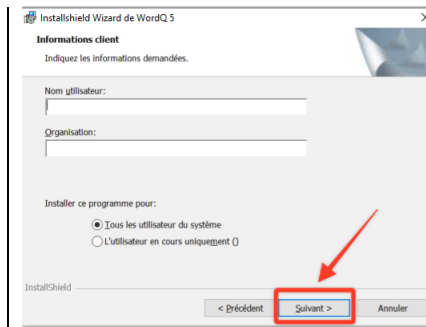 Installshield Wizard de WordQ 5
Informations client
Indiquez les informations demandées.
Nom utilisateur:
Organisation:
Installer ce programme pour:
Tous les utilisateur du système
L'utilisateur en cours uniquement ()
InstallShield
< Précédent Suivant > Annuler